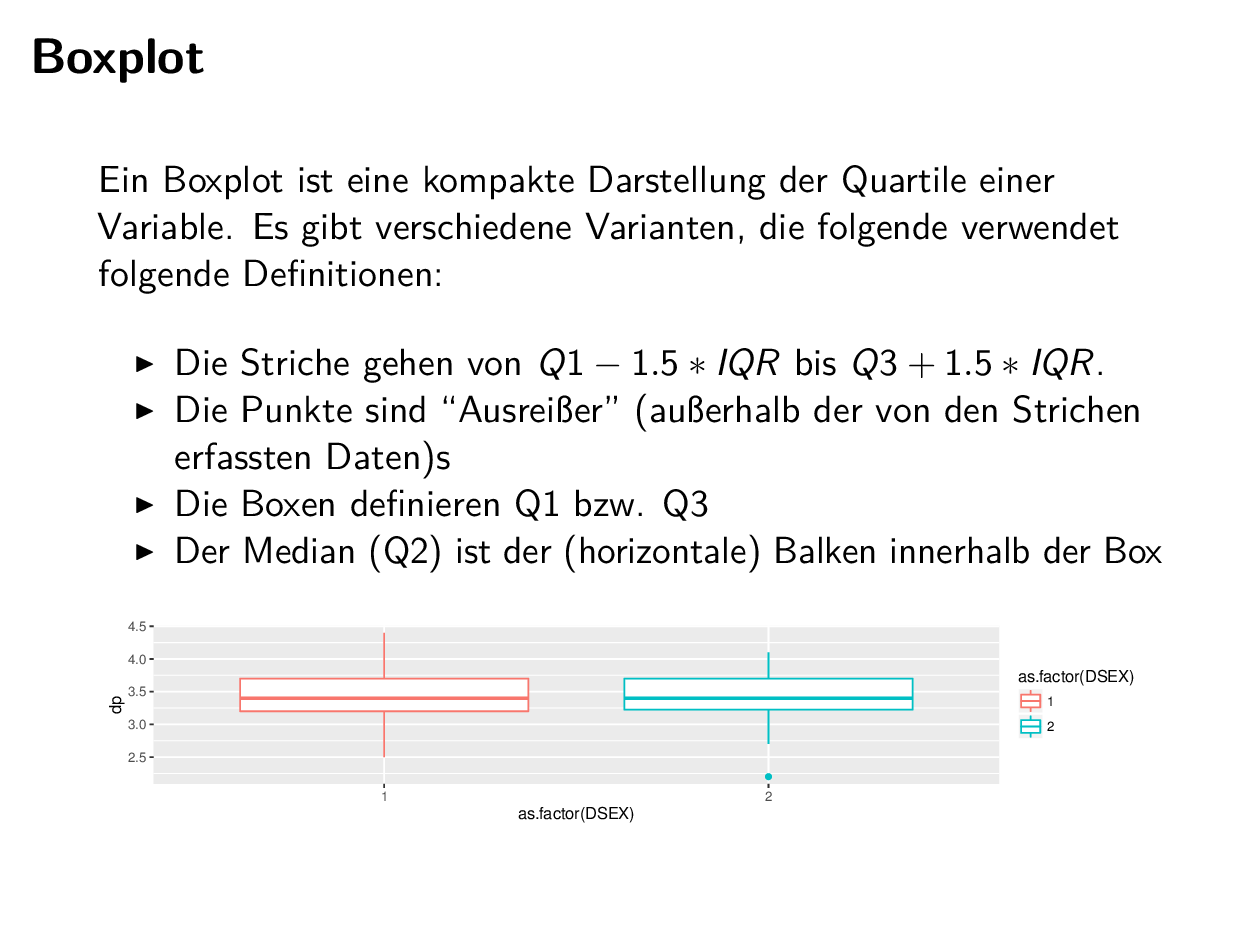 Boxplot
Ein Boxplot ist eine kompakte Darstellung der Quartile einer
Variable. Es gibt verschiedene Varianten, die folgende verwendet
folgende Definitionen:
▶ Die Striche gehen von Q1 − 1.5 ∗ IQR bis Q3 + 1.5 ∗ IQR.
▶ Die Punkte sind “Ausreißer” (außerhalb der von den Strichen
erfassten Daten)s
▶ Die Boxen definieren Q1 bzw. Q3
▶ Der Median (Q2) ist der (horizontale) Balken innerhalb der Box
4.5
4.0
3.5
3.0
2.5
dp
1
2
as.factor(DSEX)
as.factor(DSEX)
1
2